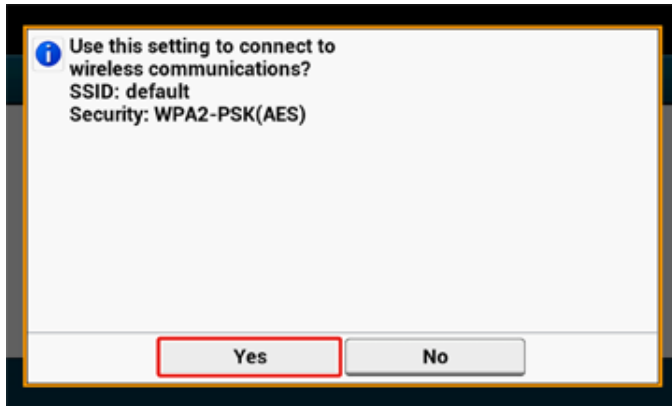 Use this setting to connect to
wireless communications?
SSID: default
Security: WPA2-PSK(AES)
Yes
No